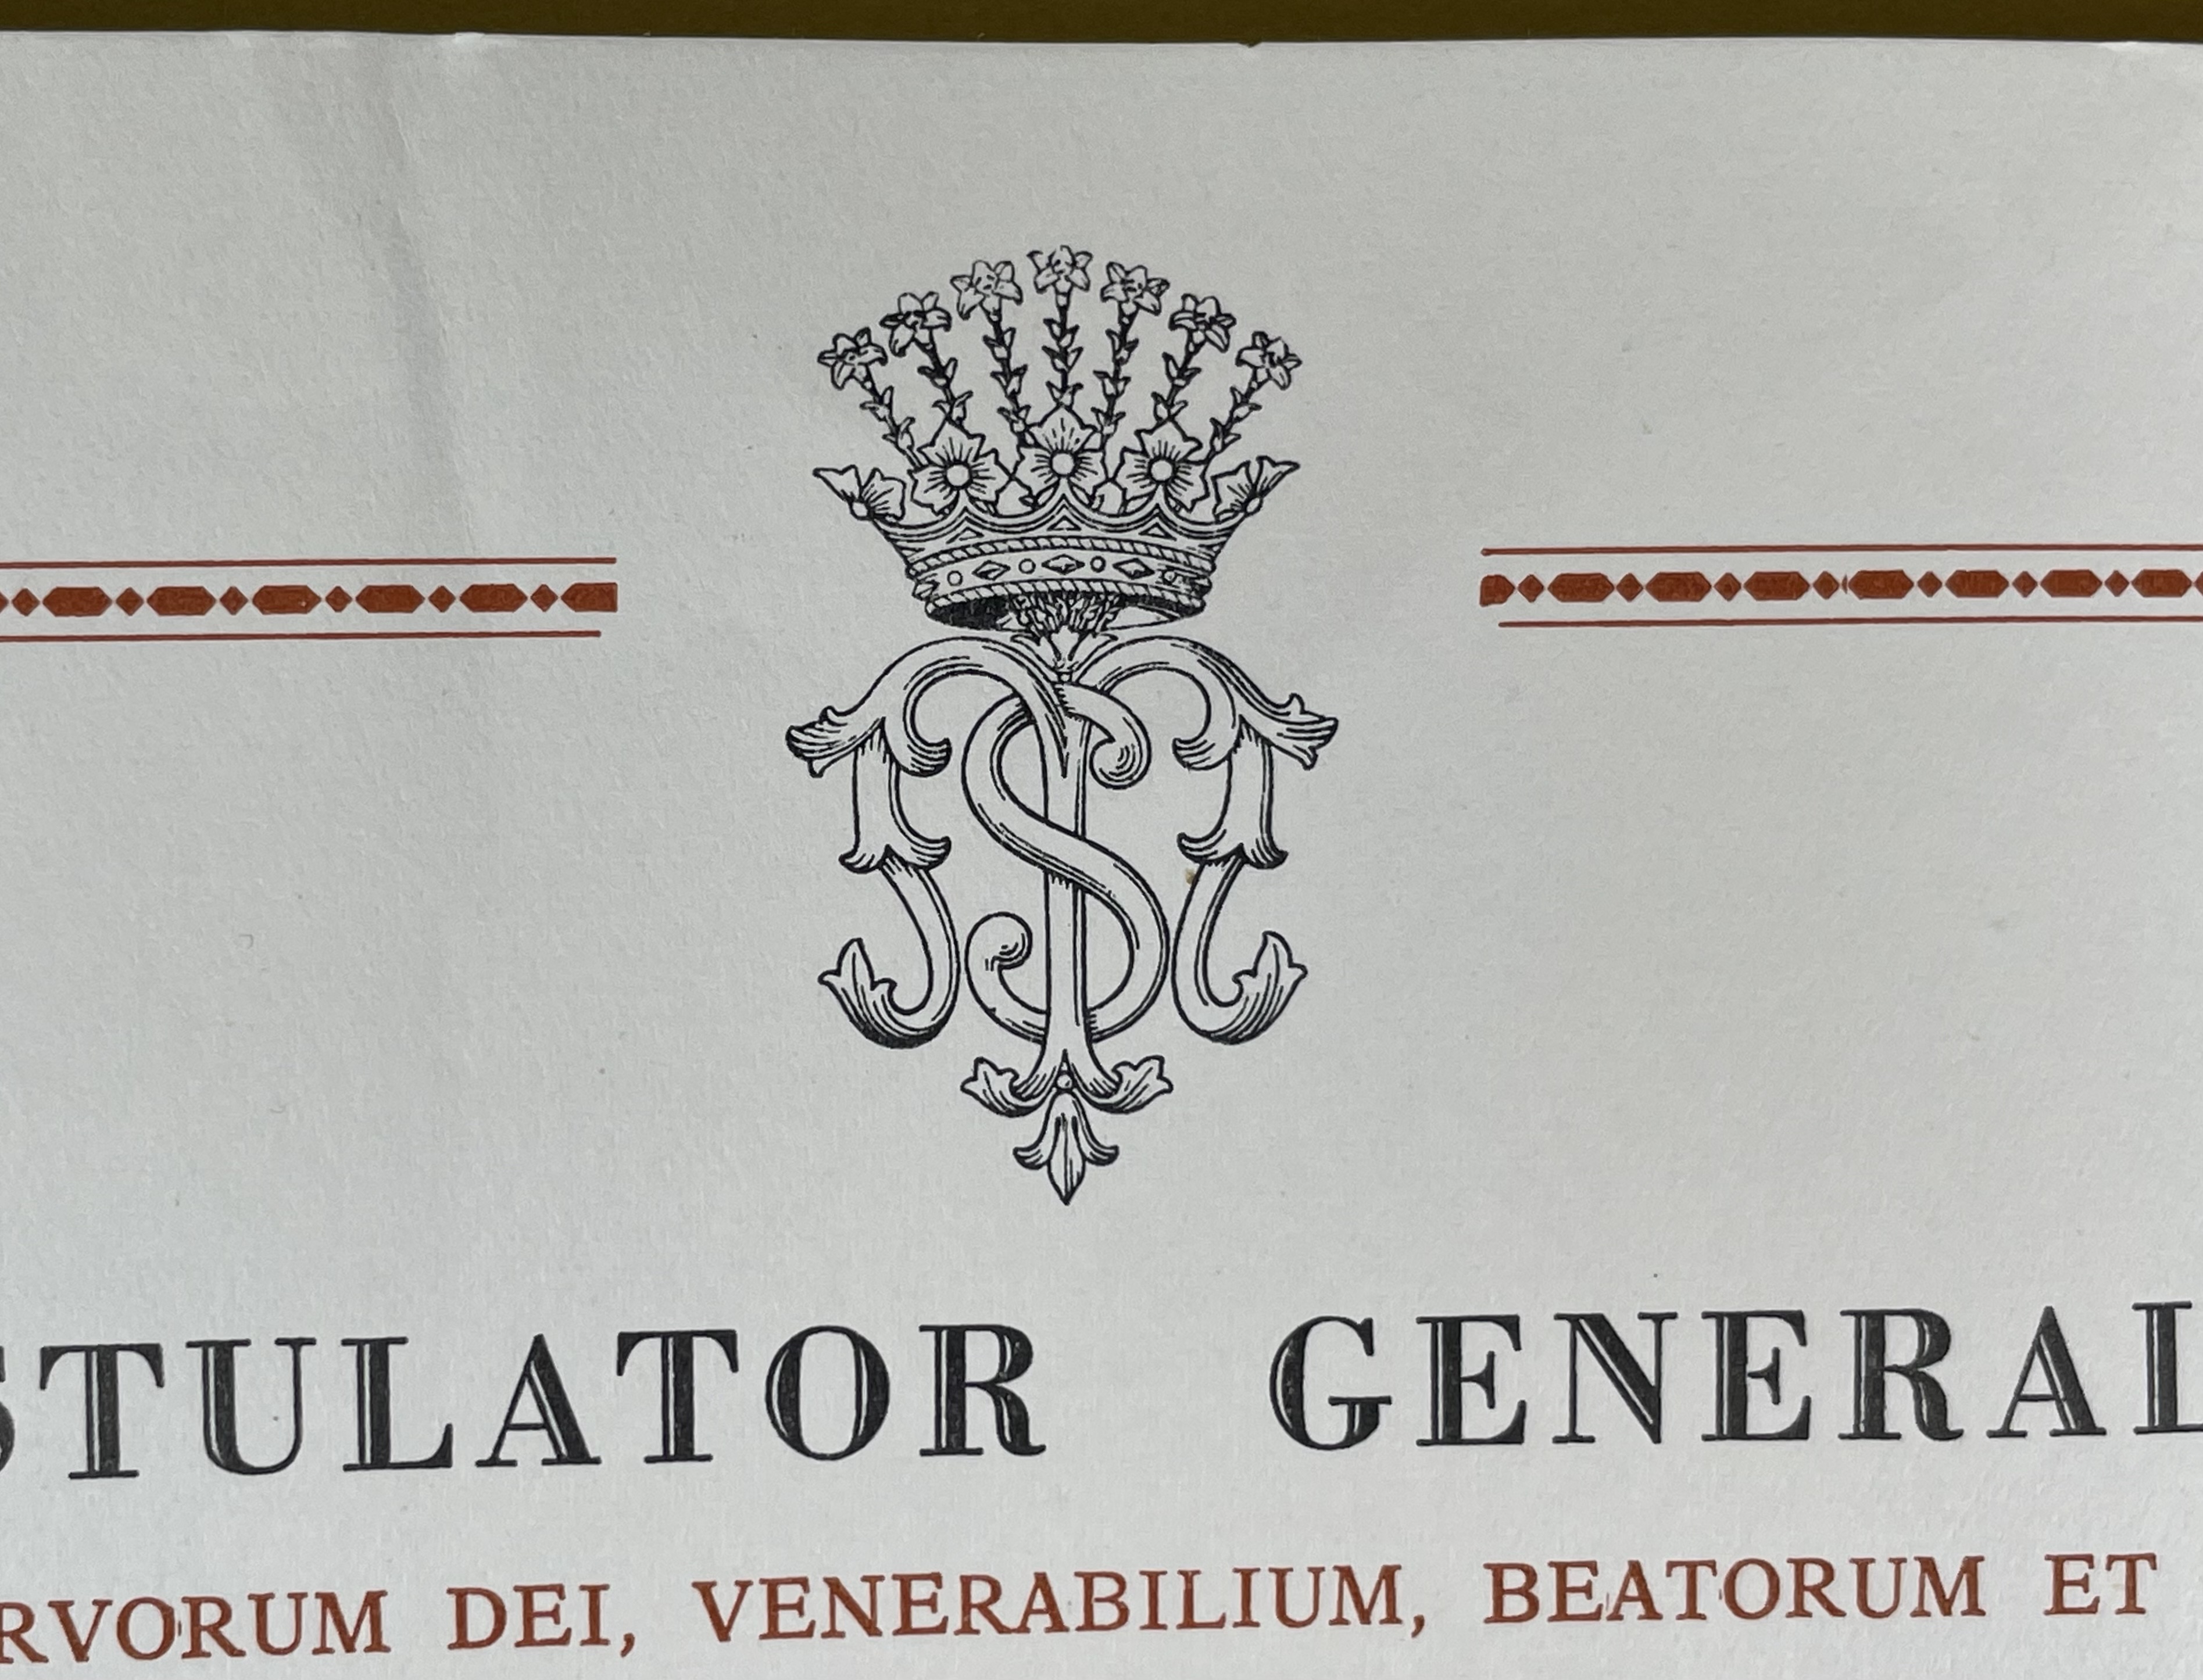 STULATOR GENERAL
RVORUM DEI, VENERABILIUM, BEATORUM ET